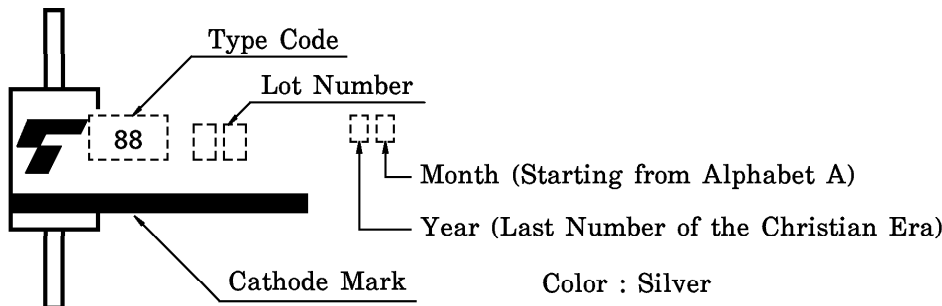 Type Code
Lot Number
88
Month (Starting from Alphabet A)
Year (Last Number of the Christian Era)
Cathode Mark
Color : Silver